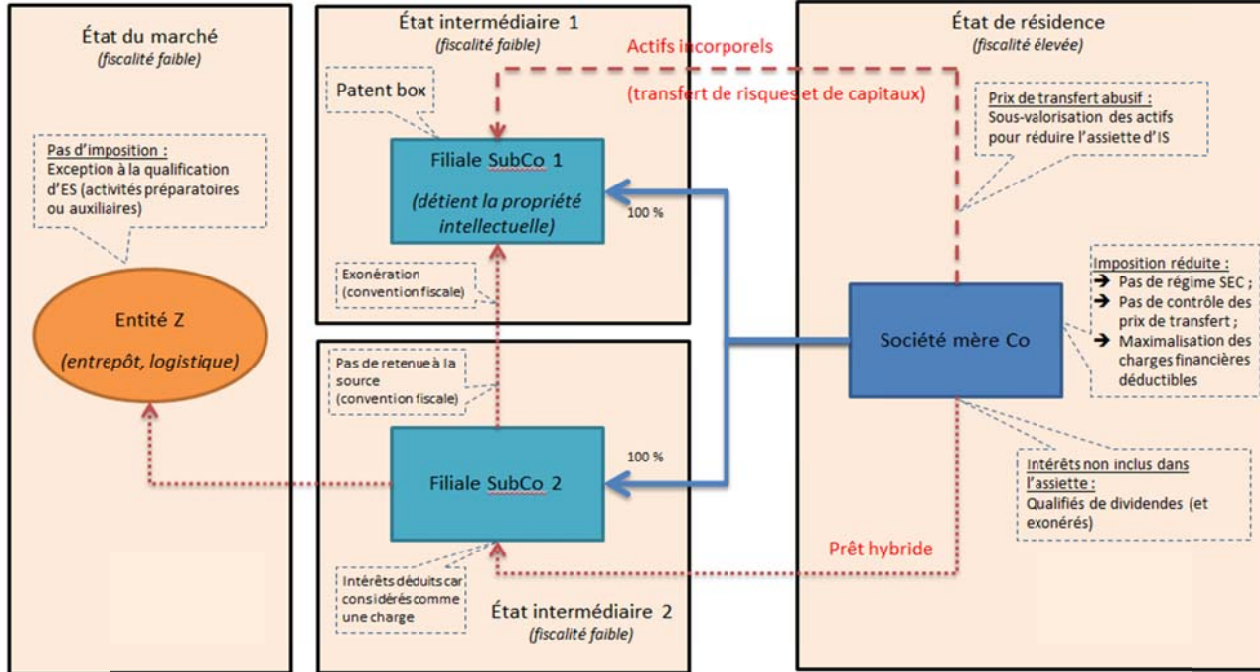 État du marché
(fiscalité faible)
Pas d'imposition :
Exception à la qualification
d'ES (activités préparatoires
ou auxiliaires)
Entité Z
(entrepôt, logistique)
État intermédiaire 1
(fiscalité faible)
Patent box
Filiale SubCo 1
(détient la propriété
intellectuelle)
100 %
Exonération
(convention fiscale)
Pas de retenue à la
source
(convention fiscale)
100 %
Filiale SubCo 2
Intérêts déduits car
considérés comme
une charge
État intermédiaire 2
(fiscalité faible)
Actifs incorporels
(transfert de risques et de capitaux)
État de résidence
(fiscalité élevée)
Prix de transfert abusif :
Sous-valorisation des actifs
pour réduire l'assiette d'IS
Société mère Co
Imposition réduite :
➔ Pas de régime SEC ;
➔ Pas de contrôle des
prix de transfert ;
➔ Maximalisation des
charges financières
déductibles
Intérêts non inclus dans
l'assiette :
Qualifiés de dividendes (et
exonérés)
Prêt hybride